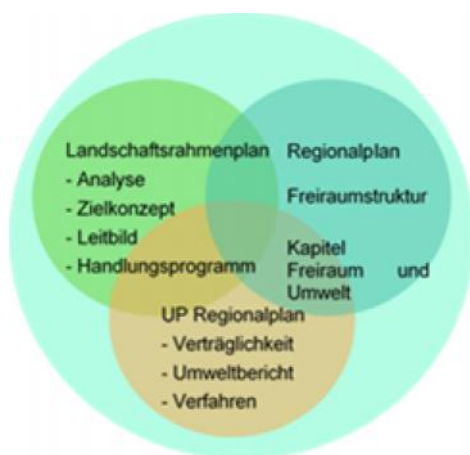 Landschaftsrahmenplan
- Analyse
- Zielkonzept
- Leitbild
- Handlungsprogramm
Regionalplan
Freiraumstruktur
Kapitel
Freiraum und
Umwelt
UP Regionalplan
- Verträglichkeit
- Umweltbericht
- Verfahren